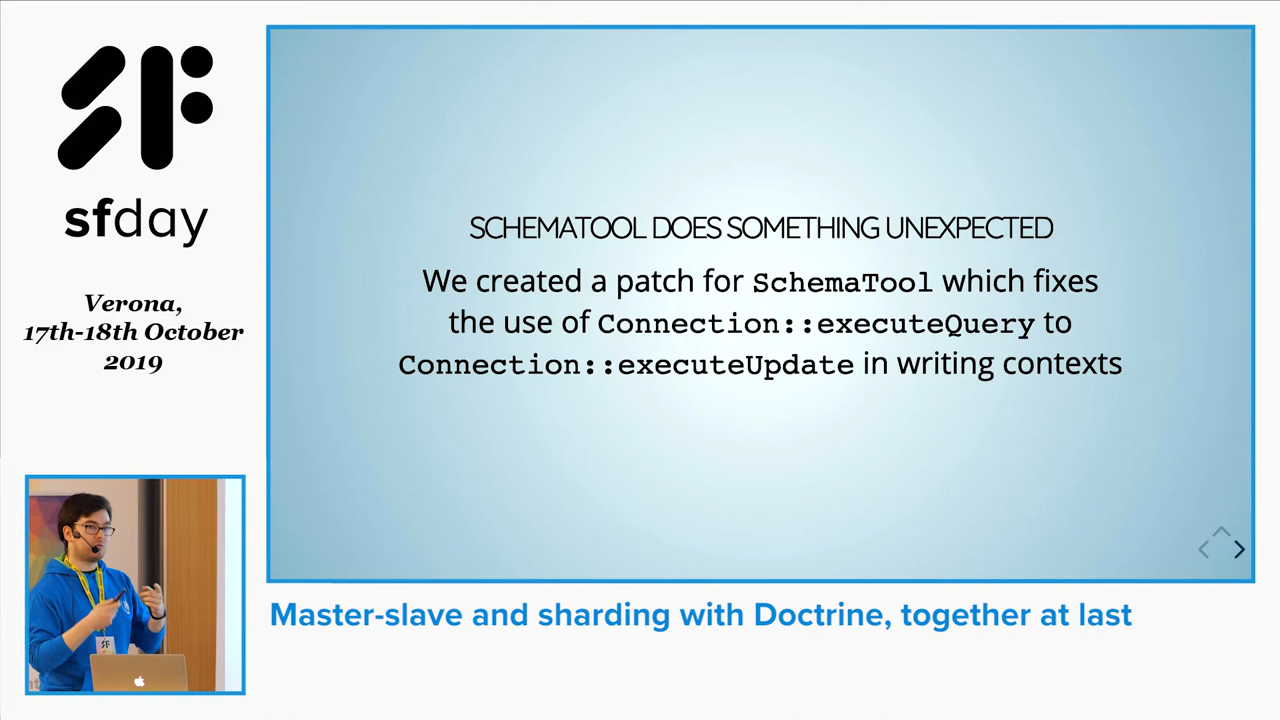 sfday
Verona,
17th-18th October
2019
SCHEMATOOL DOES SOMETHING UNEXPECTED
We created a patch for SchemaTool which fixes
the use of Connection::executeQuery to
Connection::executeUpdate in writing contexts
Master-slave and sharding with Doctrine, together at last